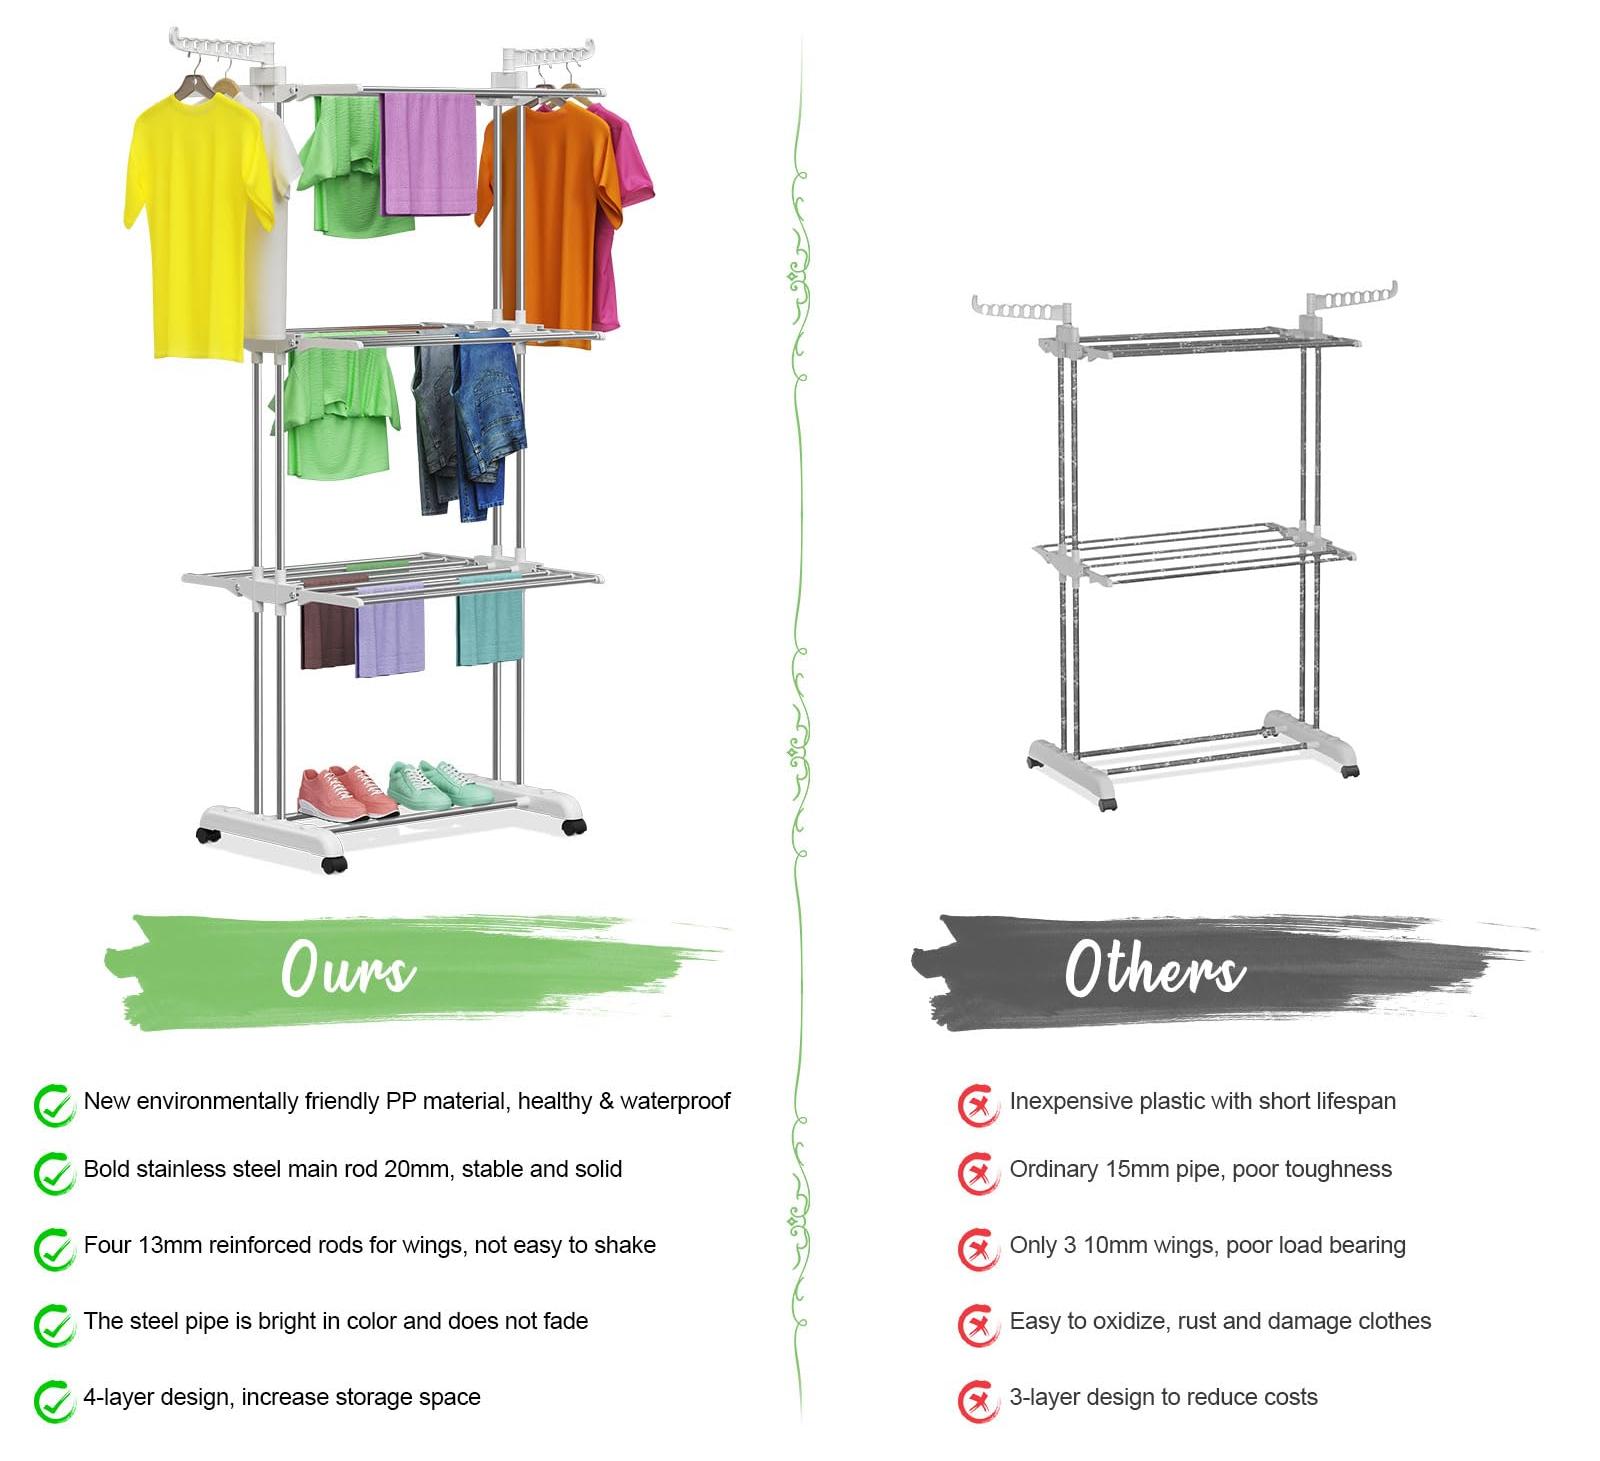 Ours
New environmentally friendly PP material, healthy & waterproof
Bold stainless steel main rod 20mm, stable and solid
Four 13mm reinforced rods for wings, not easy to shake
The steel pipe is bright in color and does not fade
4-layer design, increase storage space
Others
Inexpensive plastic with short lifespan
Ordinary 15mm pipe, poor toughness
Only 3 10mm wings, poor load bearing
Easy to oxidize, rust and damage clothes
3-layer design to reduce costs